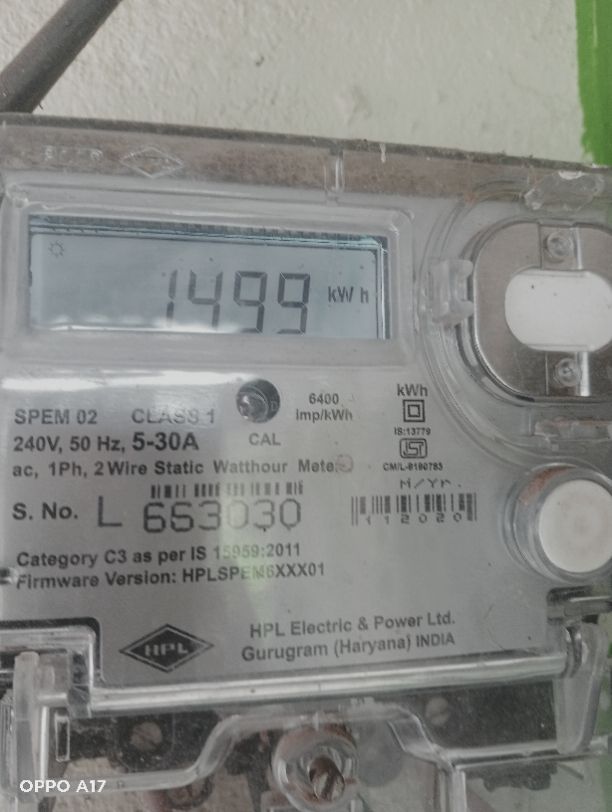 1499 kWh
6400 imp/kWh
kWh
SPEM 02 CLASS 1
240V, 50 Hz, 5-30A
CAL
IS:13779
ac, 1Ph, 2 Wire Static Watthour Meter
CM/L-9190793
M/Yr.
S. No. L 653030
112020
Category C3 as per IS 15959:2011
Firmware Version: HPLSPEM6XXX01
HPL
HPL Electric & Power Ltd.
Gurugram (Haryana) INDIA
OPPO A17